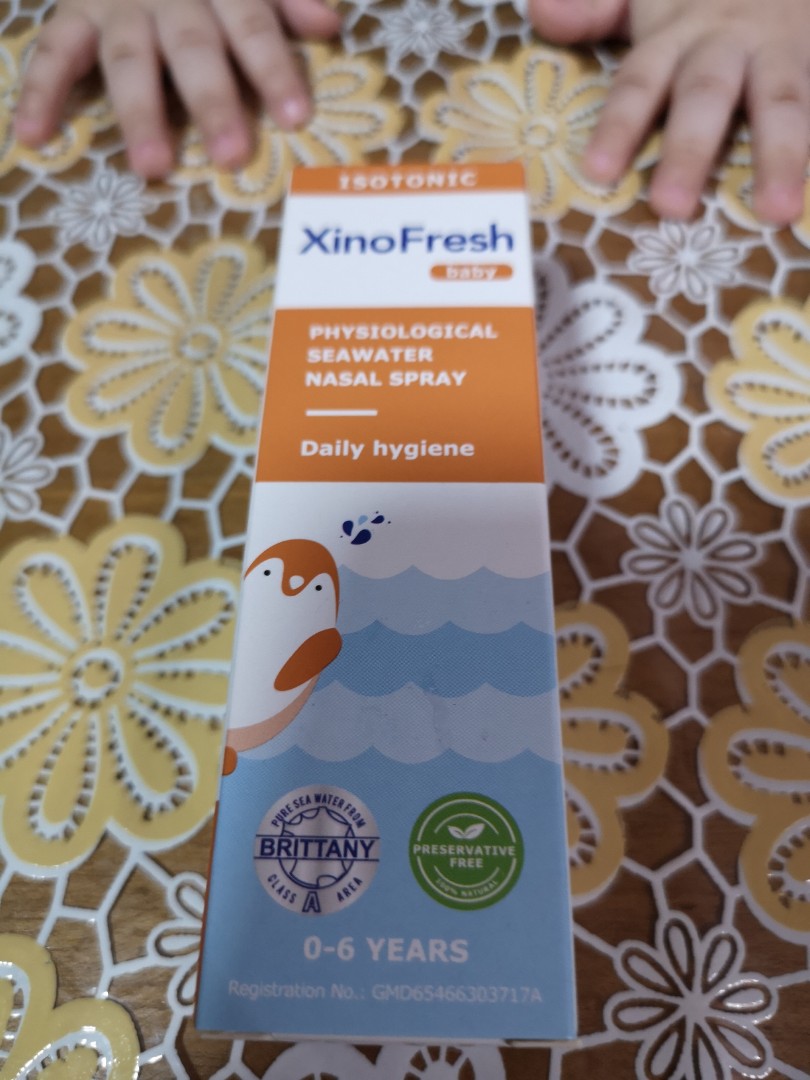 ISOTONIC
XinoFresh
baby
PHYSIOLOGICAL
SEAWATER
NASAL SPRAY
Daily hygiene
PURE SEA WATER FROM
BRITTANY
CLASS A AREA
PRESERVATIVE
FREE
100% NATURAL
0-6 YEARS
Registration No.: GMD65466303717A